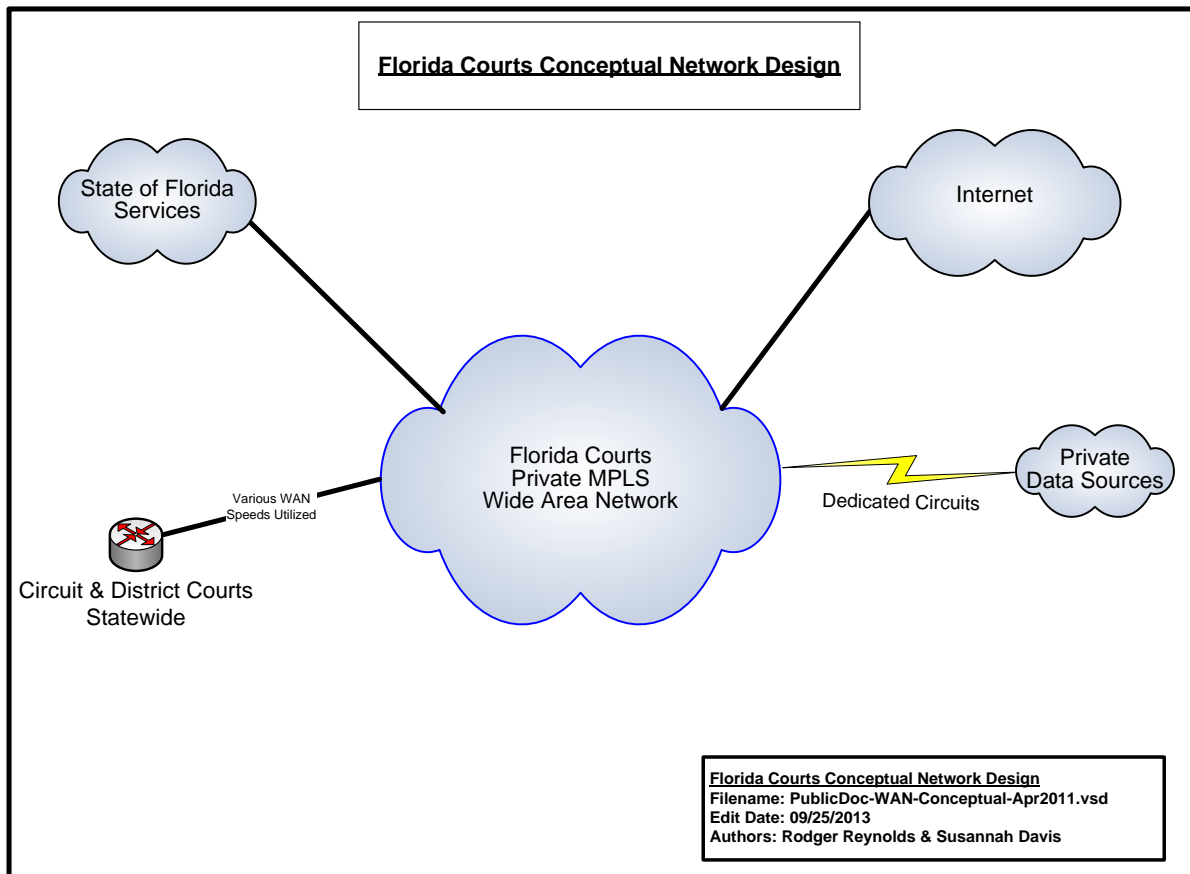 Florida Courts Conceptual Network Design
State of Florida
Services
Internet
Florida Courts
Private MPLS
Wide Area Network
Private
Data Sources
Dedicated Circuits
Various WAN
Speeds Utilized
Circuit & District Courts
Statewide
Florida Courts Conceptual Network Design
Filename: PublicDoc-WAN-Conceptual-Apr2011.vsd
Edit Date: 09/25/2013
Authors: Rodger Reynolds & Susannah Davis